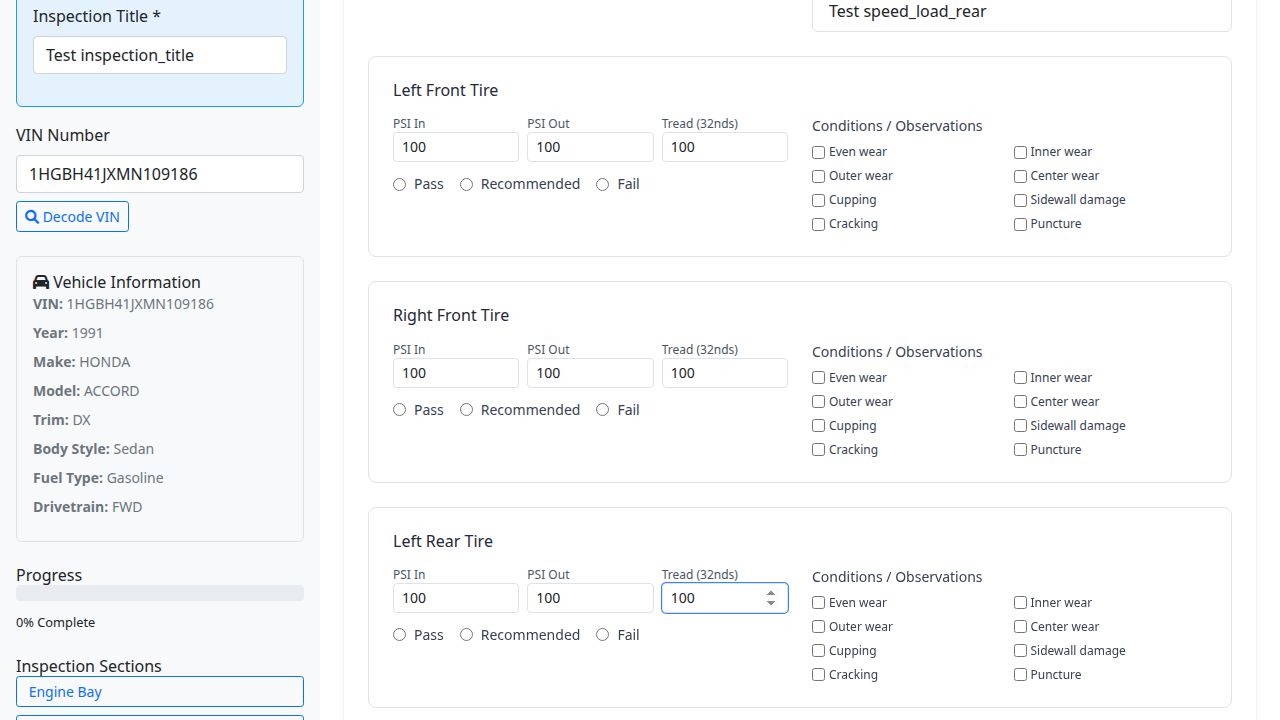 Inspection Title *
Test inspection_title
VIN Number
1HGBH41JXMN109186
Decode VIN
Vehicle Information
VIN: 1HGBH41JXMN109186
Year: 1991
Make: HONDA
Model: ACCORD
Trim: DX
Body Style: Sedan
Fuel Type: Gasoline
Drivetrain: FWD
Progress
0% Complete
Inspection Sections
Engine Bay
Test speed_load_rear
Left Front Tire
PSI In PSI Out Tread (32nds)
100 100 100
Pass Recommended Fail
Conditions / Observations
Even wear Inner wear
Outer wear Center wear
Cupping Sidewall damage
Cracking Puncture
Right Front Tire
PSI In PSI Out Tread (32nds)
100 100 100
Pass Recommended Fail
Conditions / Observations
Even wear Inner wear
Outer wear Center wear
Cupping Sidewall damage
Cracking Puncture
Left Rear Tire
PSI In PSI Out Tread (32nds)
100 100 100
Pass Recommended Fail
Conditions / Observations
Even wear Inner wear
Outer wear Center wear
Cupping Sidewall damage
Cracking Puncture